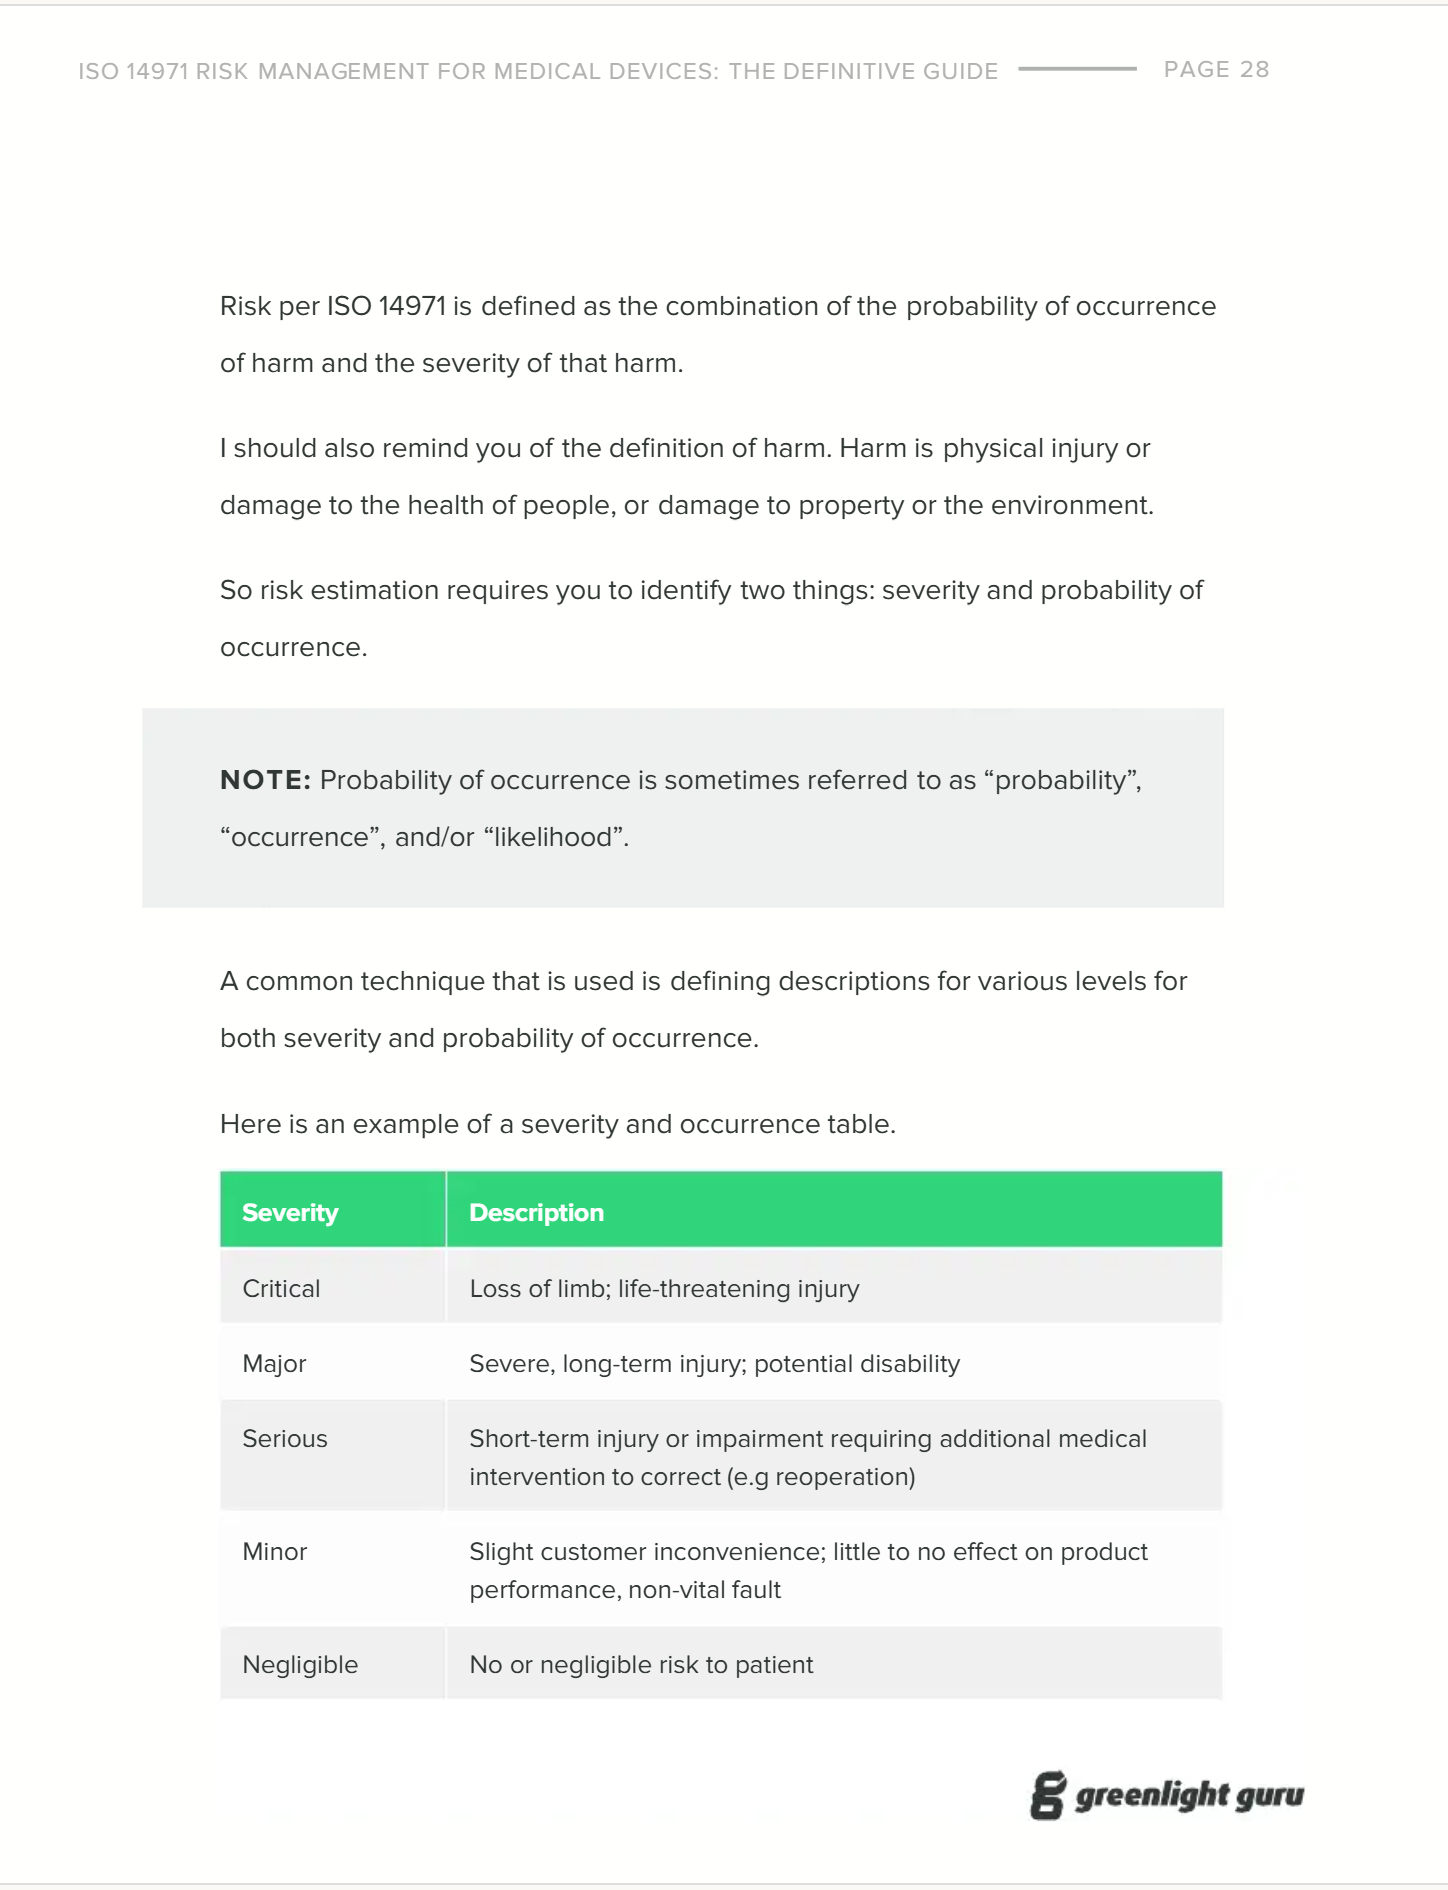 ISO 14971 RISK MANAGEMENT FOR MEDICAL DEVICES: THE DEFINITIVE GUIDE PAGE 28
Risk per ISO 14971 is defined as the combination of the probability of occurrence
of harm and the severity of that harm.
I should also remind you of the definition of harm. Harm is physical injury or
damage to the health of people, or damage to property or the environment.
So risk estimation requires you to identify two things: severity and probability of
occurrence.
NOTE: Probability of occurrence is sometimes referred to as “probability”,
“occurrence”, and/or “likelihood”.
A common technique that is used is defining descriptions for various levels for
both severity and probability of occurrence.
Here is an example of a severity and occurrence table.
Severity Description
Critical Loss of limb; life-threatening injury
Major Severe, long-term injury; potential disability
Serious Short-term injury or impairment requiring additional medical
intervention to correct (e.g reoperation)
Minor Slight customer inconvenience; little to no effect on product
performance, non-vital fault
Negligible No or negligible risk to patient
greenlight guru